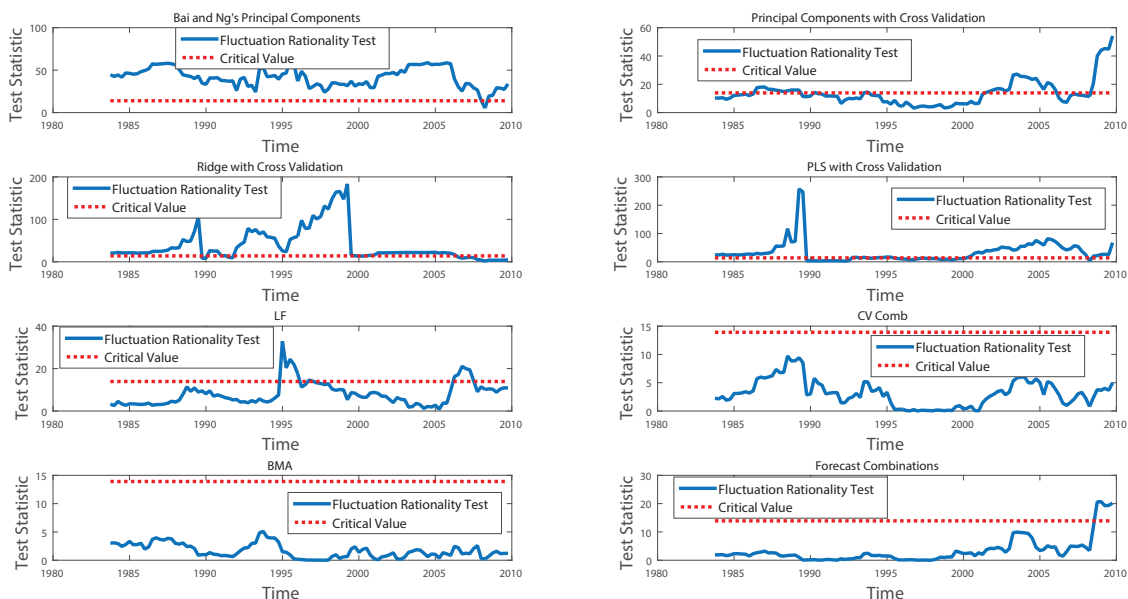 Bai and Ng's Principal Components
Test Statistic
100
50
0
Fluctuation Rationality Test
Critical Value
1980 1985 1990 1995 2000 2005 2010
Time
Principal Components with Cross Validation
Test Statistic
60
40
20
0
Fluctuation Rationality Test
Critical Value
1980 1985 1990 1995 2000 2005 2010
Time
Ridge with Cross Validation
Test Statistic
200
100
0
Fluctuation Rationality Test
Critical Value
1980 1985 1990 1995 2000 2005 2010
Time
PLS with Cross Validation
Test Statistic
300
200
100
0
Fluctuation Rationality Test
Critical Value
1980 1985 1990 1995 2000 2005 2010
Time
LF
Test Statistic
40
20
0
Fluctuation Rationality Test
Critical Value
1980 1985 1990 1995 2000 2005 2010
Time
CV Comb
Test Statistic
15
10
5
0
Fluctuation Rationality Test
Critical Value
1980 1985 1990 1995 2000 2005 2010
Time
BMA
Test Statistic
15
10
5
0
Fluctuation Rationality Test
Critical Value
1980 1985 1990 1995 2000 2005 2010
Time
Forecast Combinations
Test Statistic
30
20
10
0
Fluctuation Rationality Test
Critical Value
1980 1985 1990 1995 2000 2005 2010
Time